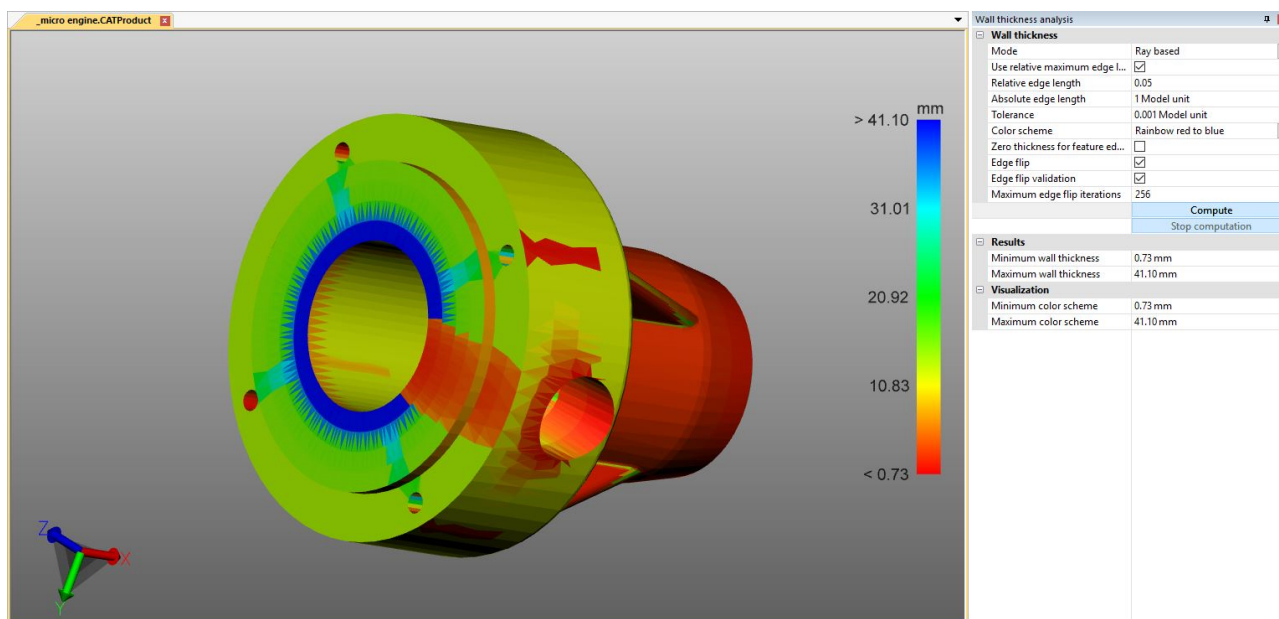 _micro engine.CATProduct
mm
> 41.10
31.01
20.92
10.83
< 0.73
Z
X
Y
Wall thickness analysis
Wall thickness
Mode Ray based
Use relative maximum edge l...
Relative edge length 0.05
Absolute edge length 1 Model unit
Tolerance 0.001 Model unit
Color scheme Rainbow red to blue
Zero thickness for feature ed...
Edge flip
Edge flip validation
Maximum edge flip iterations 256
Compute
Stop computation
Results
Minimum wall thickness 0.73 mm
Maximum wall thickness 41.10 mm
Visualization
Minimum color scheme 0.73 mm
Maximum color scheme 41.10 mm